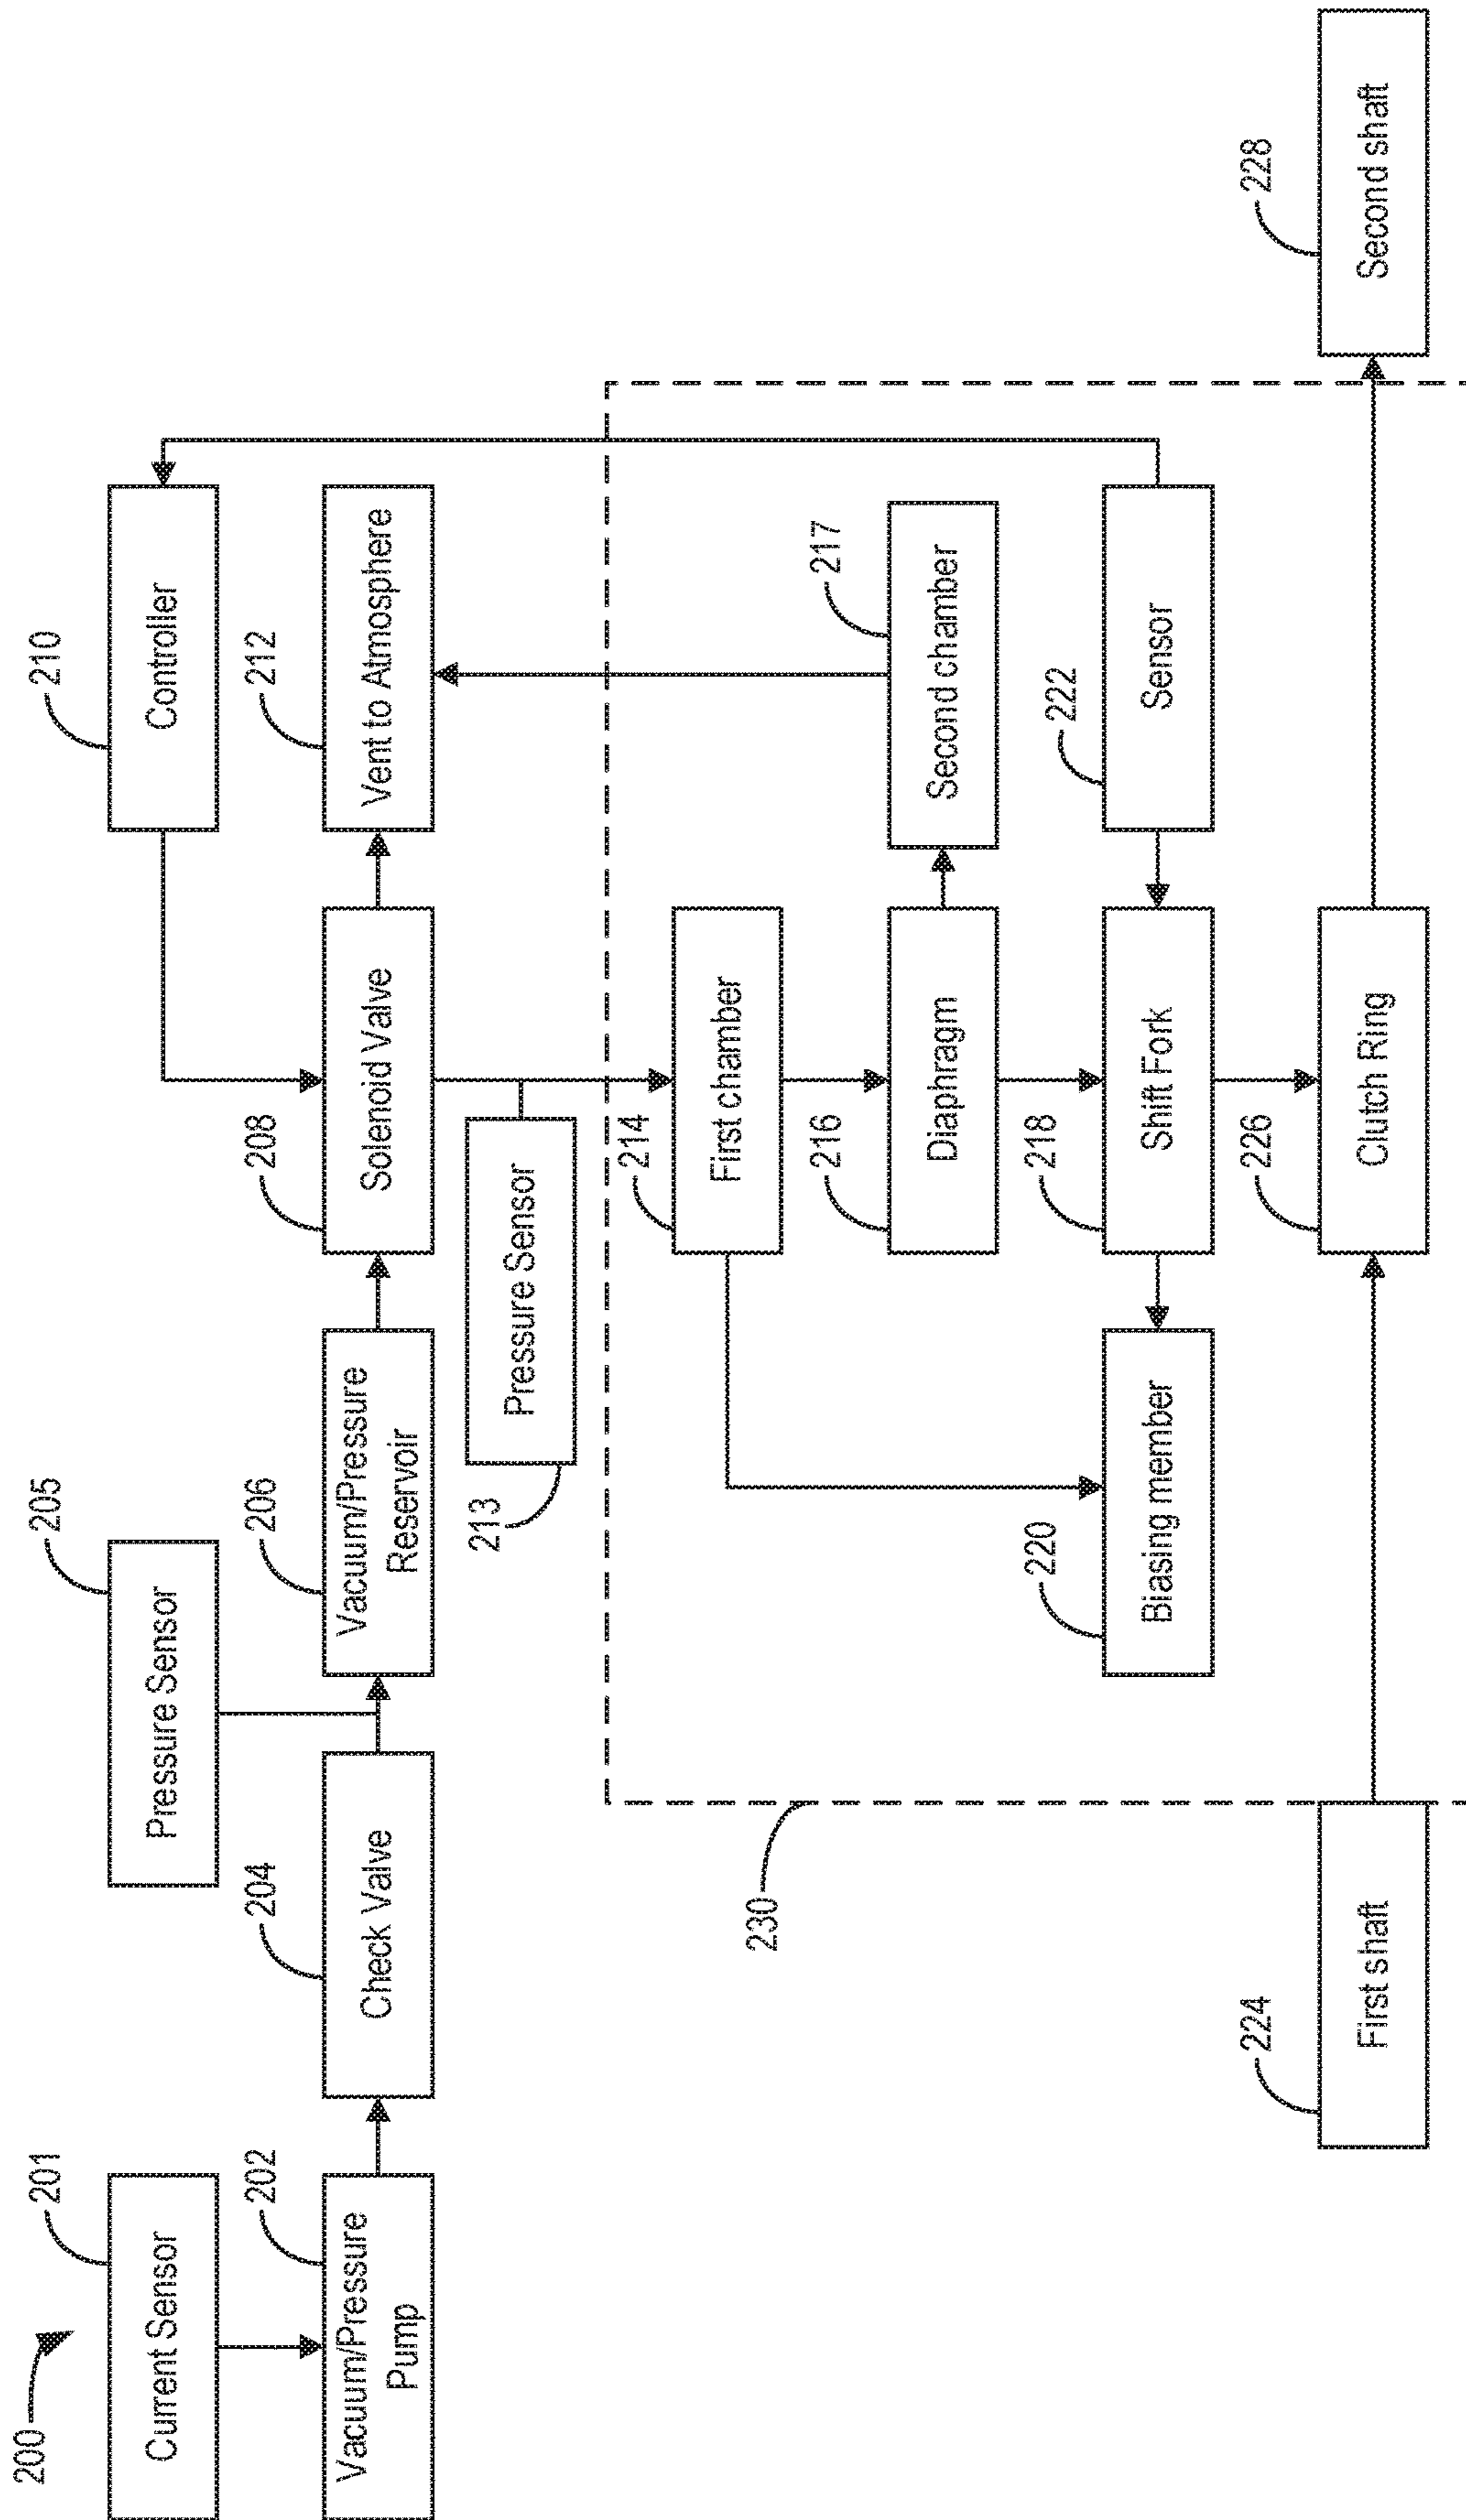 200
201
Current Sensor
205
Pressure Sensor
210
Controller
202
Vacuum/Pressure
Pump
204
Check Valve
206
Vacuum/Pressure
Reservoir
208
Solenoid Valve
212
Vent to Atmosphere
213
Pressure Sensor
230
214
First chamber
216
Diaphragm
217
Second chamber
220
Biasing member
218
Shift Fork
222
Sensor
224
First shaft
226
Clutch Ring
228
Second shaft